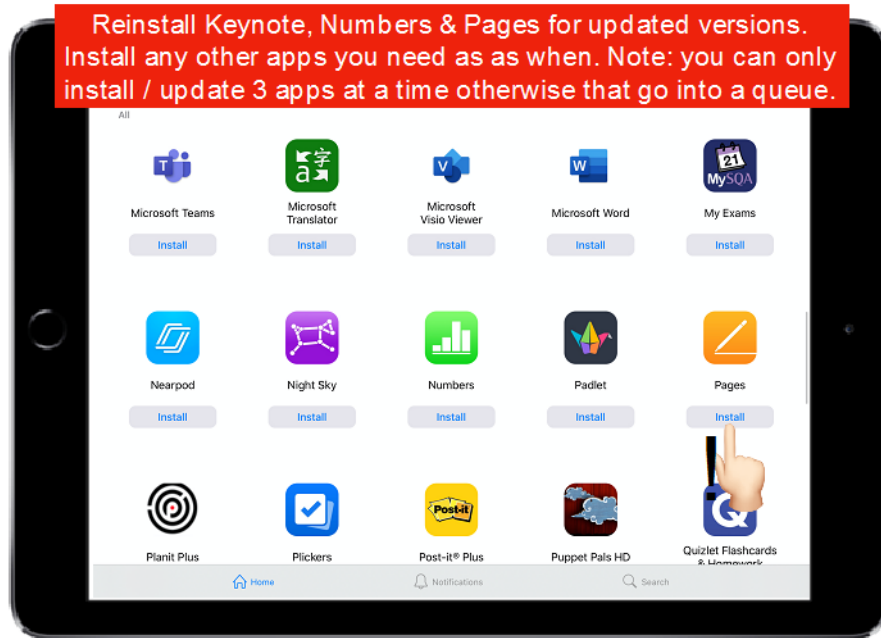 Reinstall Keynote, Numbers & Pages for updated versions.
Install any other apps you need as as when. Note: you can only
install / update 3 apps at a time otherwise that go into a queue.
All
Microsoft Teams
Microsoft
Translator
Microsoft
Visio Viewer
Microsoft Word
My Exams
Install
Install
Install
Install
Install
Nearpod
Night Sky
Numbers
Padlet
Pages
Install
Install
Install
Install
Install
Planit Plus
Plickers
Post-it® Plus
Puppet Pals HD
Quizlet Flashcards
& Homework
Home
Notifications
Search
T
a字
V
W
21
MySQA
Post-it
Q